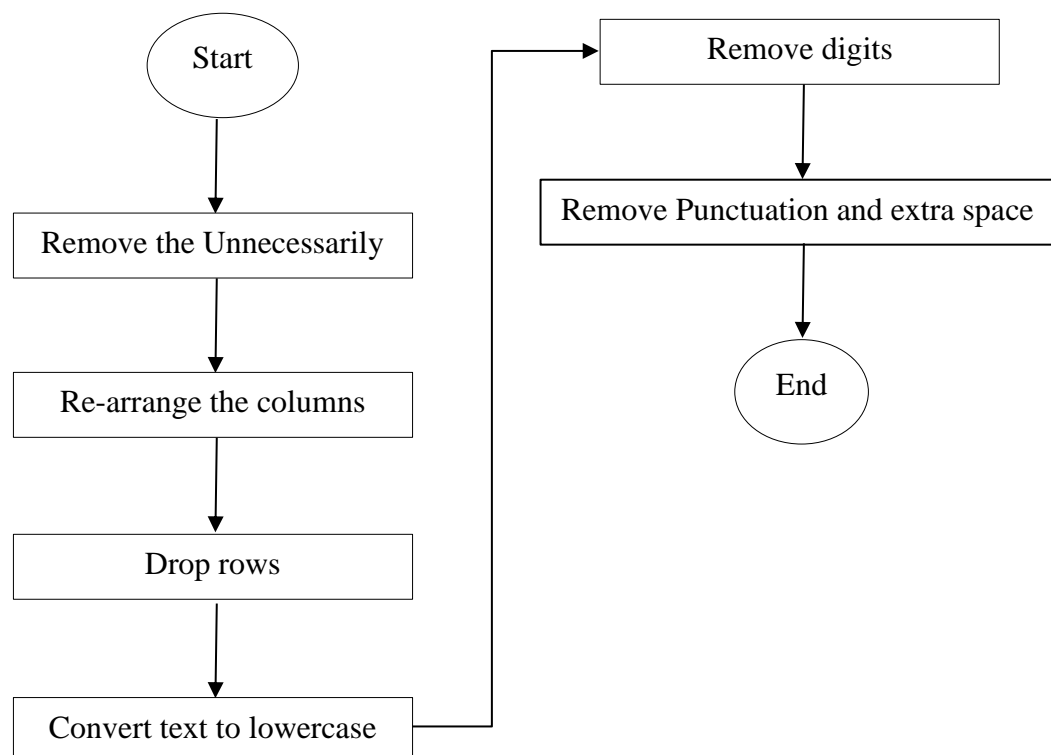 Start
Remove the Unnecessarily
Re-arrange the columns
Drop rows
Convert text to lowercase
Remove digits
Remove Punctuation and extra space
End